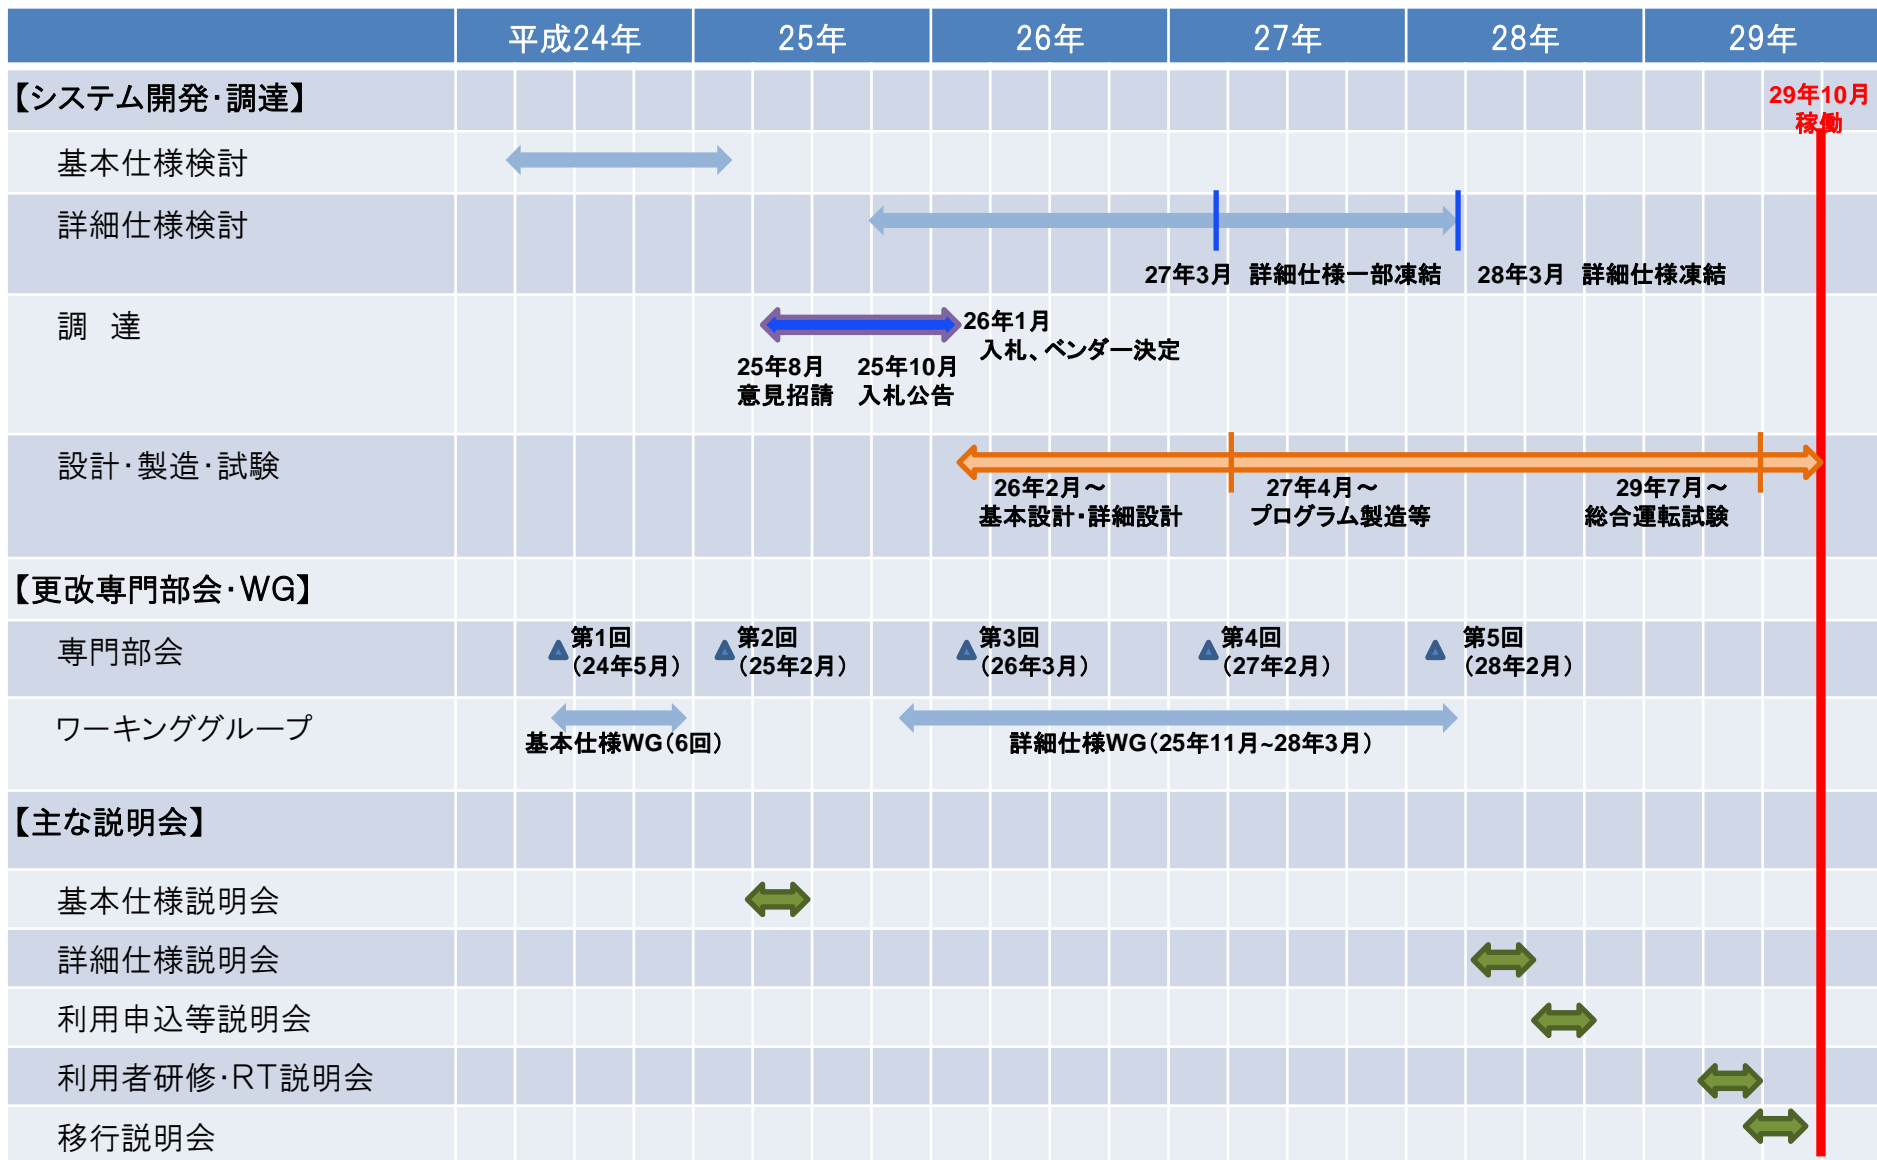 平成24年 25年 26年 27年 28年 29年
【システム開発・調達】
29年10月
稼働
基本仕様検討
詳細仕様検討
27年3月 詳細仕様一部凍結 28年3月 詳細仕様凍結
調 達
26年1月
入札、ベンダー決定
25年8月 25年10月
意見招請 入札公告
設計・製造・試験
26年2月～ 27年4月～ 29年7月～
基本設計・詳細設計 プログラム製造等 総合運転試験
【更改専門部会・WG】
専門部会
第1回 第2回 第3回 第4回 第5回
（24年5月） （25年2月） （26年3月） （27年2月） （28年2月）
ワーキンググループ
基本仕様WG（6回） 詳細仕様WG（25年11月~28年3月）
【主な説明会】
基本仕様説明会
詳細仕様説明会
利用申込等説明会
利用者研修・RT説明会
移行説明会